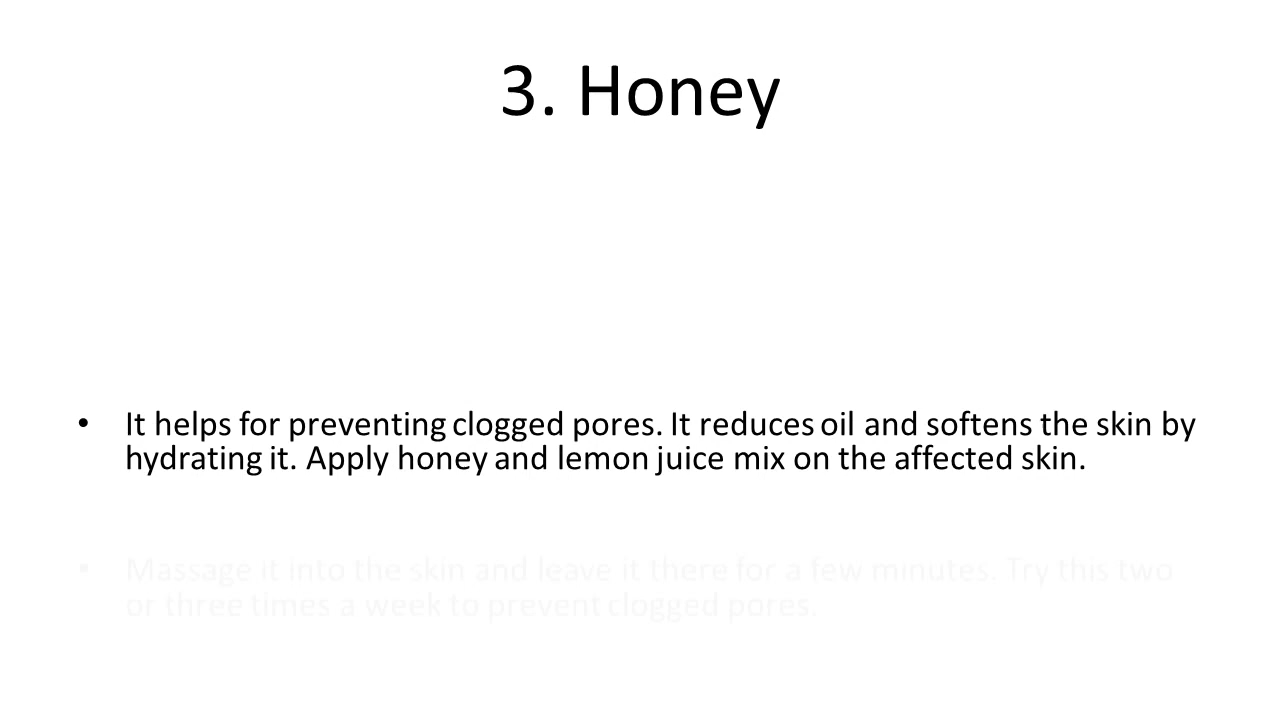 3. Honey
• It helps for preventing clogged pores. It reduces oil and softens the skin by
hydrating it. Apply honey and lemon juice mix on the affected skin.
• Massage it into the skin and leave it there for a few minutes. Try this two
or three times a week to prevent clogged pores.